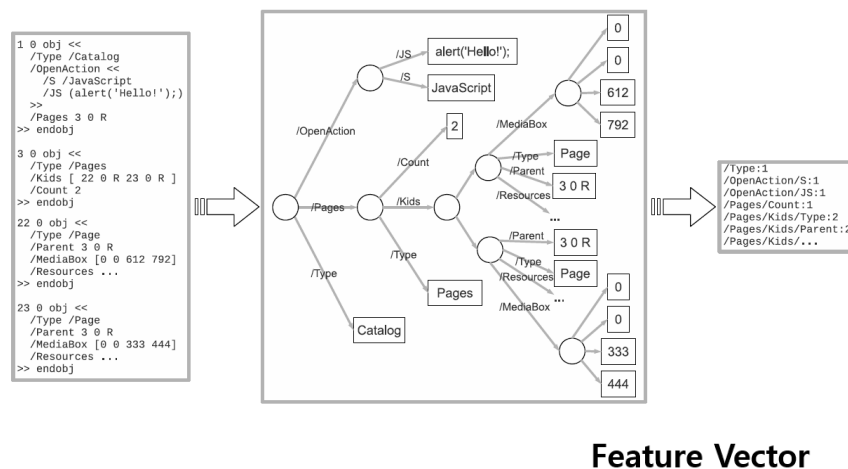 1 0 obj <<
/Type /Catalog
/OpenAction <<
/S /JavaScript
/JS (alert('Hello!');)
>>
/Pages 3 0 R
>> endobj
3 0 obj <<
/Type /Pages
/Kids [ 22 0 R 23 0 R ]
/Count 2
>> endobj
22 0 obj <<
/Type /Page
/Parent 3 0 R
/MediaBox [0 0 612 792]
/Resources ...
>> endobj
23 0 obj <<
/Type /Page
/Parent 3 0 R
/MediaBox [0 0 333 444]
/Resources ...
>> endobj
/OpenAction
/JS
alert('Hello!');
/S
JavaScript
/Pages
/Count
2
/Kids
/MediaBox
0
0
612
792
/Type
Page
/Parent
3 0 R
/Resources
...
/Parent
3 0 R
/Type
Page
/Resources
...
/MediaBox
0
0
333
444
/Type
Pages
/Type
Catalog
/Type:1
/OpenAction/S:1
/OpenAction/JS:1
/Pages/Count:1
/Pages/Kids/Type:2
/Pages/Kids/Parent:2
/Pages/Kids/...
Feature Vector